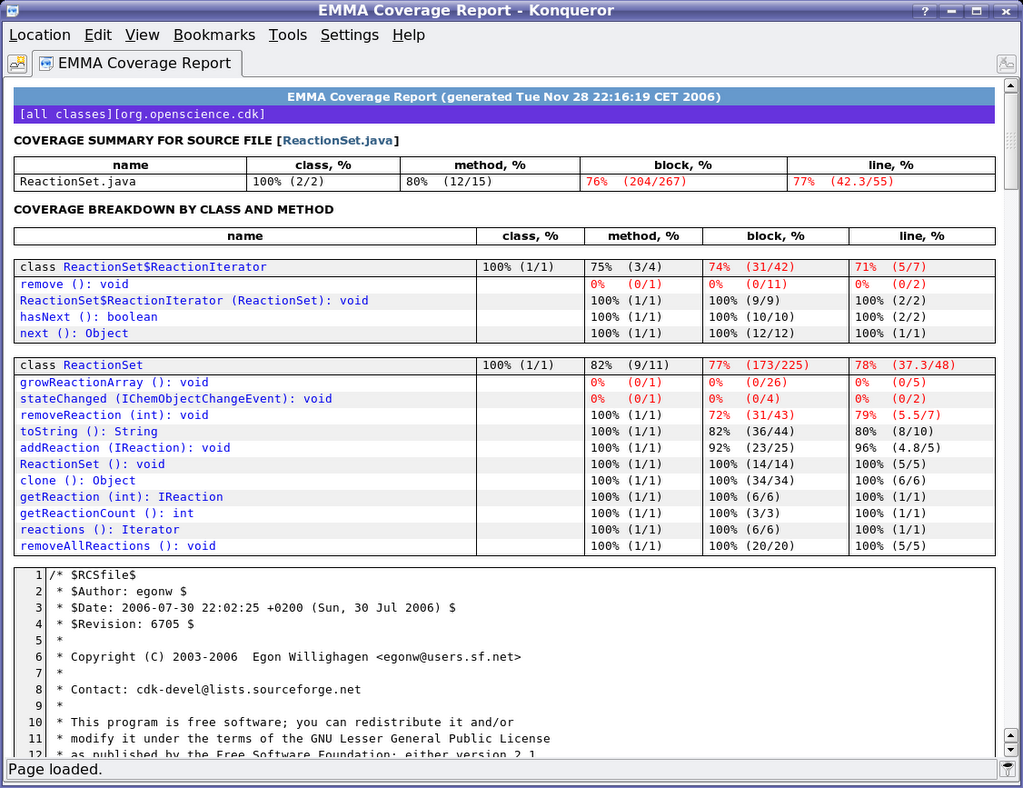 EMMA Coverage Report - Konqueror
?
Location Edit View Bookmarks Tools Settings Help
EMMA Coverage Report
EMMA Coverage Report (generated Tue Nov 28 22:16:19 CET 2006)
[all classes][org.openscience.cdk]
COVERAGE SUMMARY FOR SOURCE FILE [ReactionSet.java]
name class, % method, % block, % line, %
ReactionSet.java 100% (2/2) 80% (12/15) 76% (204/267) 77% (42.3/55)
COVERAGE BREAKDOWN BY CLASS AND METHOD
name class, % method, % block, % line, %
class ReactionSet$ReactionIterator 100% (1/1) 75% (3/4) 74% (31/42) 71% (5/7)
remove (): void 0% (0/1) 0% (0/11) 0% (0/2)
ReactionSet$ReactionIterator (ReactionSet): void 100% (1/1) 100% (9/9) 100% (2/2)
hasNext (): boolean 100% (1/1) 100% (10/10) 100% (2/2)
next (): Object 100% (1/1) 100% (12/12) 100% (1/1)
class ReactionSet 100% (1/1) 82% (9/11) 77% (173/225) 78% (37.3/48)
growReactionArray (): void 0% (0/1) 0% (0/26) 0% (0/5)
stateChanged (IChemObjectChangeEvent): void 0% (0/1) 0% (0/4) 0% (0/2)
removeReaction (int): void 100% (1/1) 72% (31/43) 79% (5.5/7)
toString (): String 100% (1/1) 82% (36/44) 80% (8/10)
addReaction (IReaction): void 100% (1/1) 92% (23/25) 96% (4.8/5)
ReactionSet (): void 100% (1/1) 100% (14/14) 100% (5/5)
clone (): Object 100% (1/1) 100% (34/34) 100% (6/6)
getReaction (int): IReaction 100% (1/1) 100% (6/6) 100% (1/1)
getReactionCount (): int 100% (1/1) 100% (3/3) 100% (1/1)
reactions (): Iterator 100% (1/1) 100% (6/6) 100% (1/1)
removeAllReactions (): void 100% (1/1) 100% (20/20) 100% (5/5)
1 /* $RCSfile$
2 * $Author: egonw $
3 * $Date: 2006-07-30 22:02:25 +0200 (Sun, 30 Jul 2006) $
4 * $Revision: 6705 $
5 *
6 * Copyright (C) 2003-2006 Egon Willighagen <egonw@users.sf.net>
7 *
8 * Contact: cdk-devel@lists.sourceforge.net
9 *
10 * This program is free software; you can redistribute it and/or
11 * modify it under the terms of the GNU Lesser General Public License
12 * as published by the Free Software Foundation; either version 2.1
Page loaded.